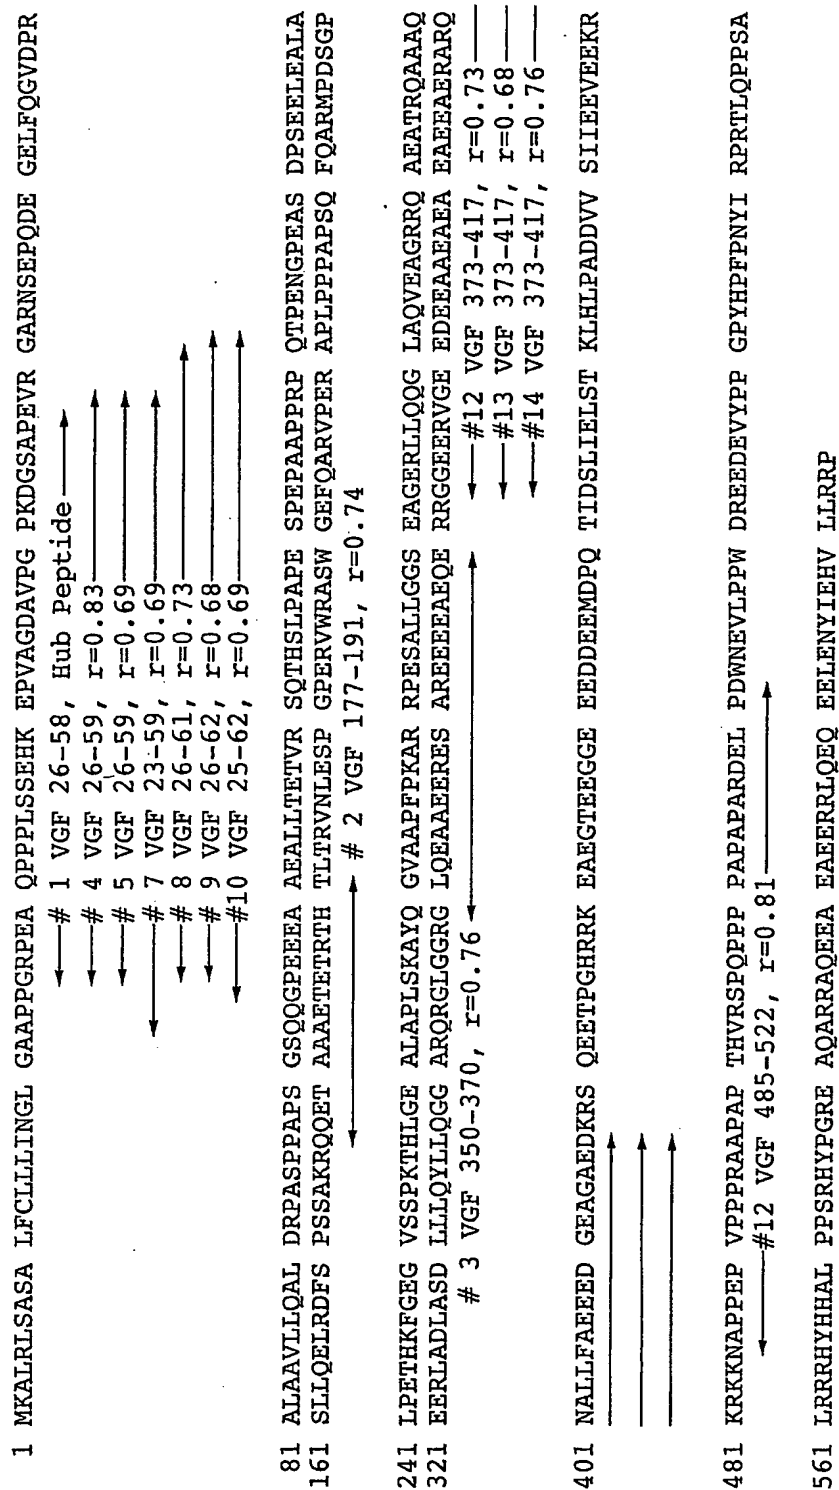 1 MKALRLSASA LFCLLLINGL GAAPPGRPEA QPPPLSSEHK EPVAGDAVPG PKDGSAPEVR GARNSEPQDE GELFQGVDPR
# 1 VGF 26-58, Hub Peptide
# 4 VGF 26-59, r=0.83
# 5 VGF 26-59, r=0.69
# 7 VGF 23-59, r=0.69
# 8 VGF 26-61, r=0.73
# 9 VGF 26-62, r=0.68
#10 VGF 25-62, r=0.69
81 ALAAVLLQAL DRPASPPAPS GSQQGPEEEA AEALLTETVR SQTHSLPAPE SPEPAAPPRP QTPENGPEAS DPSEELEALA
161 SLLQELRDFS PSSAKRQQET AAAETETRTH TLTRVNLESP GPERVWRASW GEFQARVPER APLPPPAPSQ FQARMPDSGP
# 2 VGF 177-191, r=0.74
241 LPETHKFGEG VSSPKTHLGE ALAPLSKAYQ GVAAPFPKAR RPESALLGGS EAGERLLQQG LAQVEAGRRQ AEATRQAAAQ
321 EERLADLASD LLLQYLLQGG ARQRGLGGRG LQEAAEERES AREEEEAEQE RRGGEERVGE EDEEAAEAEA EAEEAERARQ
# 3 VGF 350-370, r=0.76
#12 VGF 373-417, r=0.73
#13 VGF 373-417, r=0.68
#14 VGF 373-417, r=0.76
401 NALLFAEEED GEAGAEDKRS QEETPGHRRK EAEGTEEGGE EEDDEEMDPQ TIDSLIELST KLHLPADDVV SIIEEVEEKR
481 KRKKNAPPEP VPPPRAAPAP THVRSPQPPP PAPAPARDEL PDWNEVLPPW DREEDEVYPP GPYHPFPNYI RPRTLQPPSA
#12 VGF 485-522, r=0.81
561 LRRRHYHHAL PPSRHYPGRE AQARRAQEEA EAEERRLQEQ EELENYIEHV LLRRP